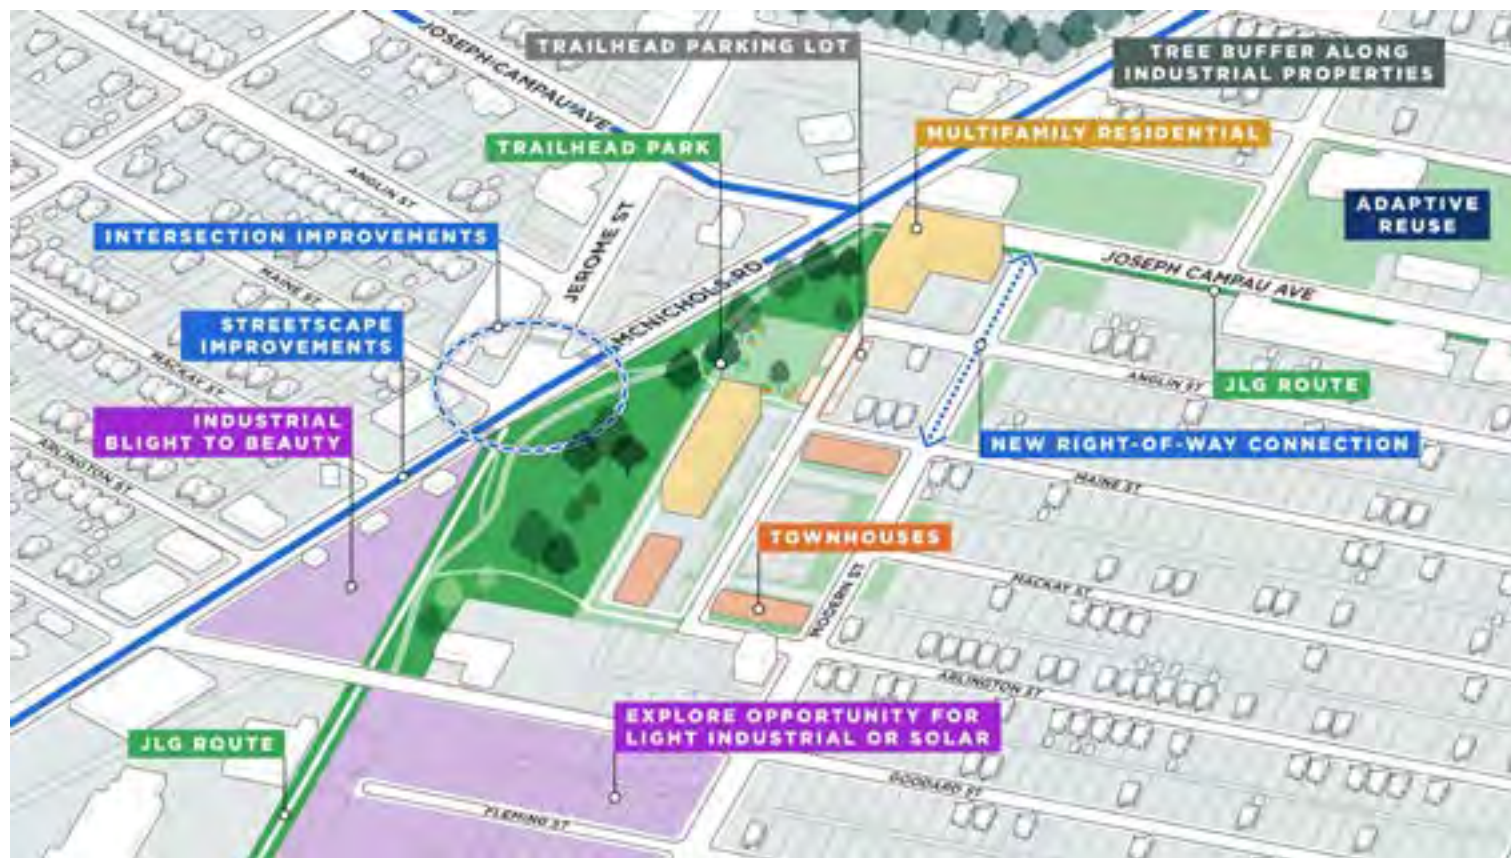 JOSEPH CAMPAU AVE
TRAILHEAD PARKING LOT
TREE BUFFER ALONG
INDUSTRIAL PROPERTIES
MULTIFAMILY RESIDENTIAL
TRAILHEAD PARK
ANGLIN ST
ADAPTIVE
REUSE
INTERSECTION IMPROVEMENTS
JEROME ST
MCNICHOLS RD
JOSEPH CAMPAU AVE
MAINE ST
STREETSCAPE
IMPROVEMENTS
MACKAY ST
ANGLIN ST
JLG ROUTE
INDUSTRIAL
BLIGHT TO BEAUTY
NEW RIGHT-OF-WAY CONNECTION
ARLINGTON ST
MAINE ST
TOWNHOUSES
MACKAY ST
MODERN ST
ARLINGTON ST
EXPLORE OPPORTUNITY FOR
LIGHT INDUSTRIAL OR SOLAR
JLG ROUTE
GODDARD ST
FLEMING ST